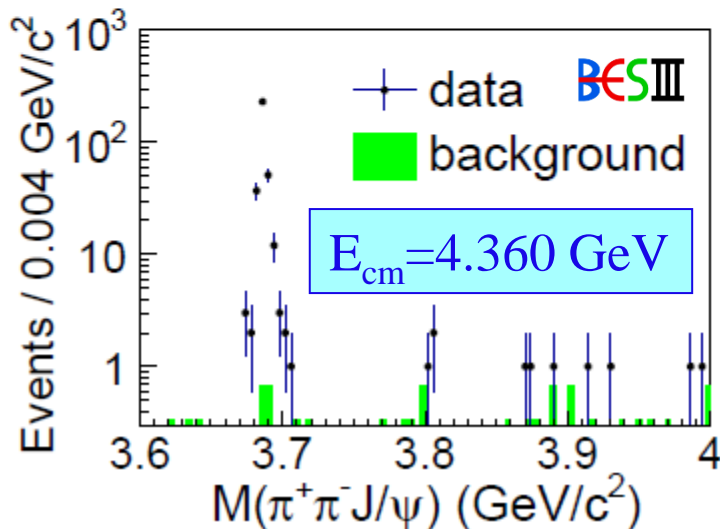 10³
data
BESIII
10²
background
E_cm=4.360 GeV
10
1
Events / 0.004 GeV/c²
3.6 3.7 3.8 3.9 4
M(π⁺π⁻J/ψ) (GeV/c²)